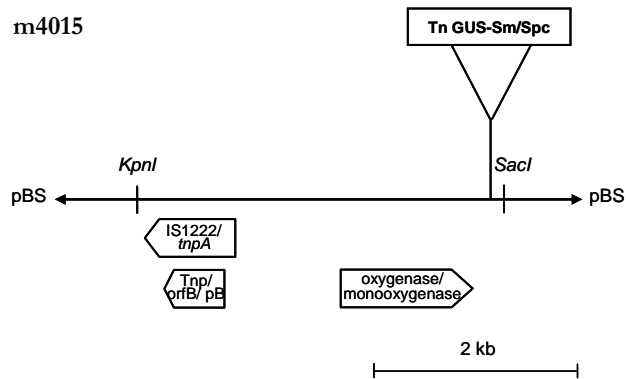 m4015
Tn GUS-Sm/Spc
KpnI
SacI
pBS
pBS
IS1222/
tnpA
Tnp/
orfB/ pB
oxygenase/
monooxygenase
2 kb